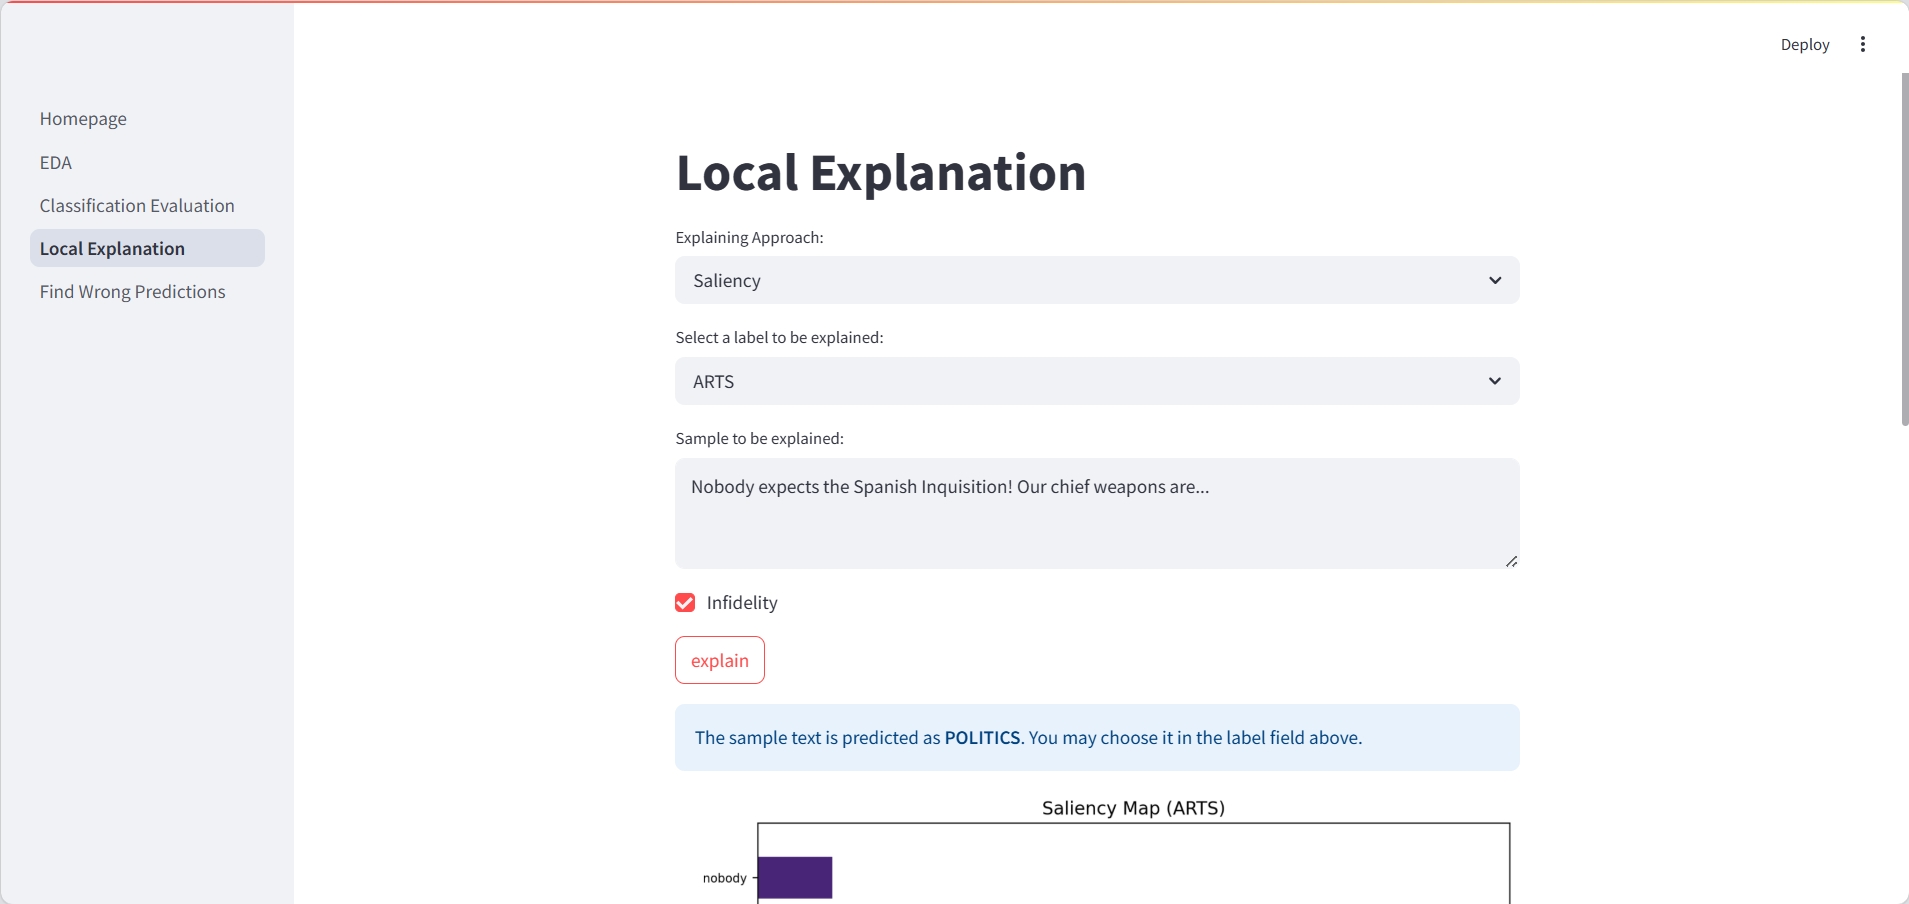 Deploy
Homepage
EDA
Classification Evaluation
Local Explanation
Find Wrong Predictions
Local Explanation
Explaining Approach:
Saliency
Select a label to be explained:
ARTS
Sample to be explained:
Nobody expects the Spanish Inquisition! Our chief weapons are...
Infidelity
explain
The sample text is predicted as POLITICS. You may choose it in the label field above.
Saliency Map (ARTS)
nobody